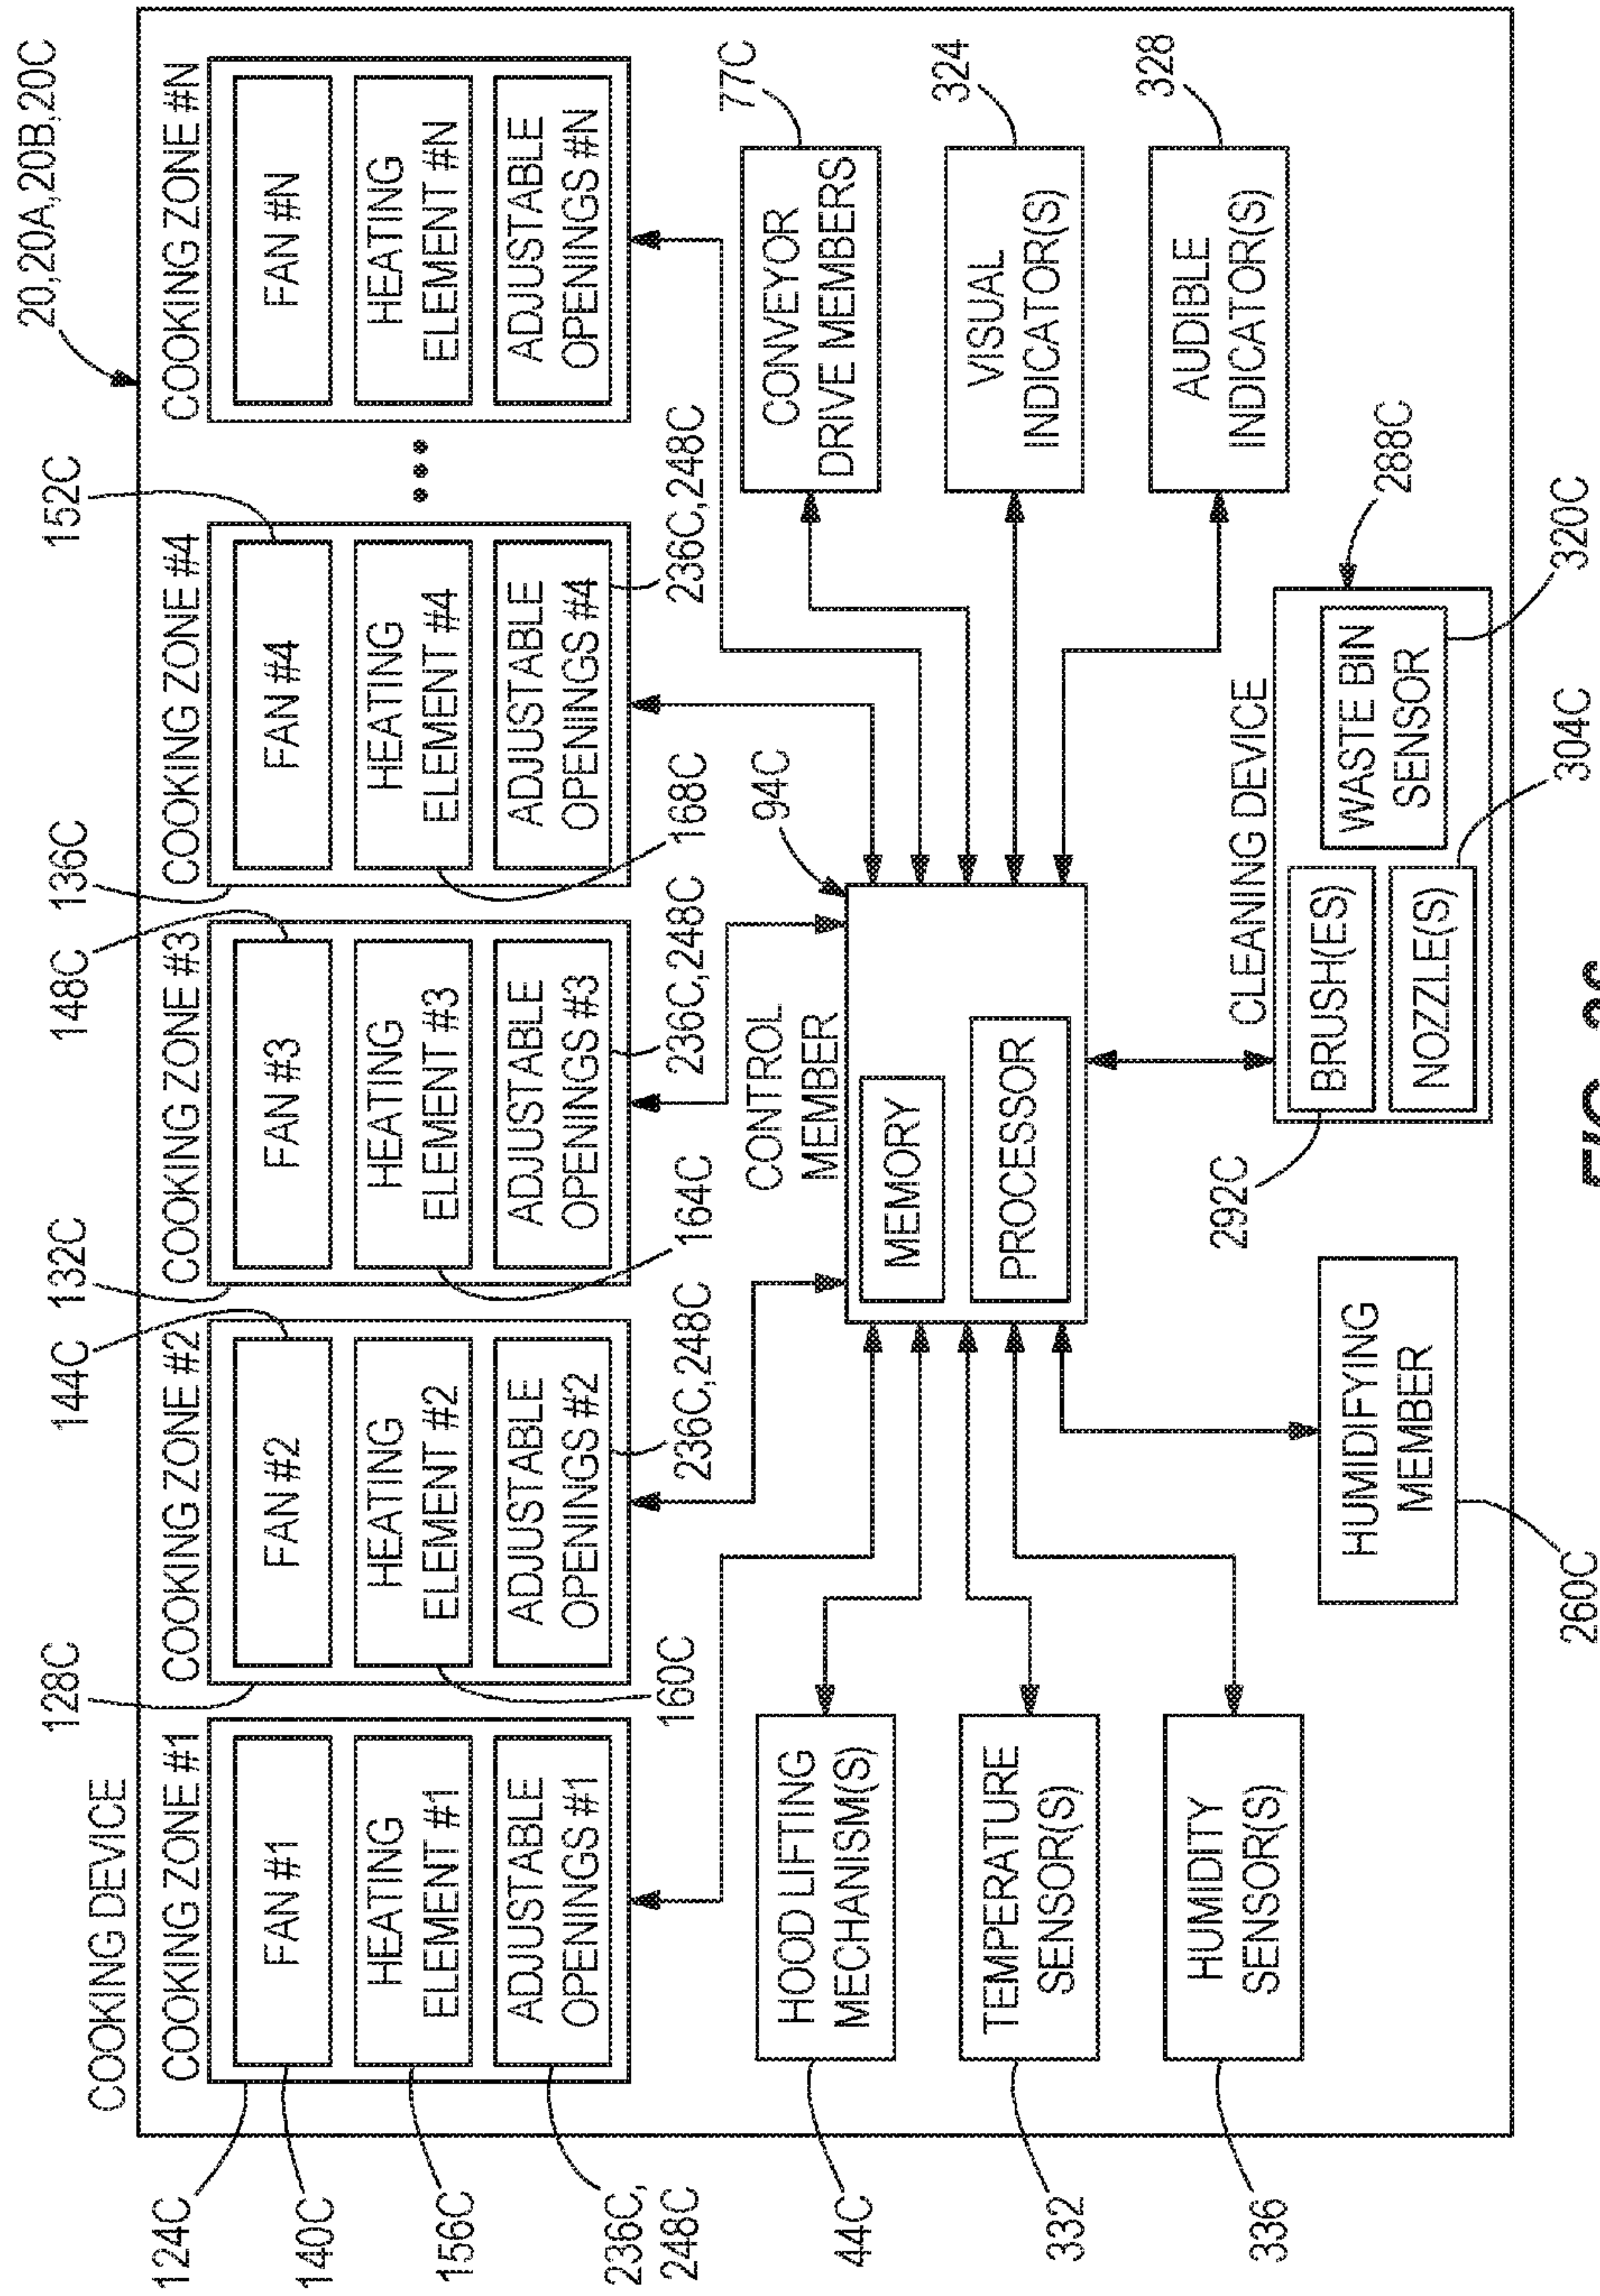 20,20A,20B,20C
COOKING DEVICE
124C
COOKING ZONE #1
FAN #1
140C
HEATING
ELEMENT #1
156C
ADJUSTABLE
OPENINGS #1
236C,
248C
128C
COOKING ZONE #2
144C
FAN #2
HEATING
ELEMENT #2
160C
ADJUSTABLE
OPENINGS #2
236C,248C
132C
COOKING ZONE #3
148C
FAN #3
HEATING
ELEMENT #3
164C
ADJUSTABLE
OPENINGS #3
236C,248C
136C
COOKING ZONE #4
152C
FAN #4
HEATING
ELEMENT #4
168C
ADJUSTABLE
OPENINGS #4
236C,248C
COOKING ZONE #N
FAN #N
HEATING
ELEMENT #N
ADJUSTABLE
OPENINGS #N
HOOD LIFTING
MECHANISM(S)
44C
TEMPERATURE
SENSOR(S)
332
HUMIDITY
SENSOR(S)
336
CONTROL
MEMBER
94C
MEMORY
PROCESSOR
CONVEYOR
DRIVE MEMBERS
77C
VISUAL
INDICATOR(S)
324
AUDIBLE
INDICATOR(S)
328
HUMIDIFYING
MEMBER
260C
CLEANING DEVICE
288C
BRUSH(ES)
292C
NOZZLE(S)
304C
WASTE BIN
SENSOR
320C
FIG.